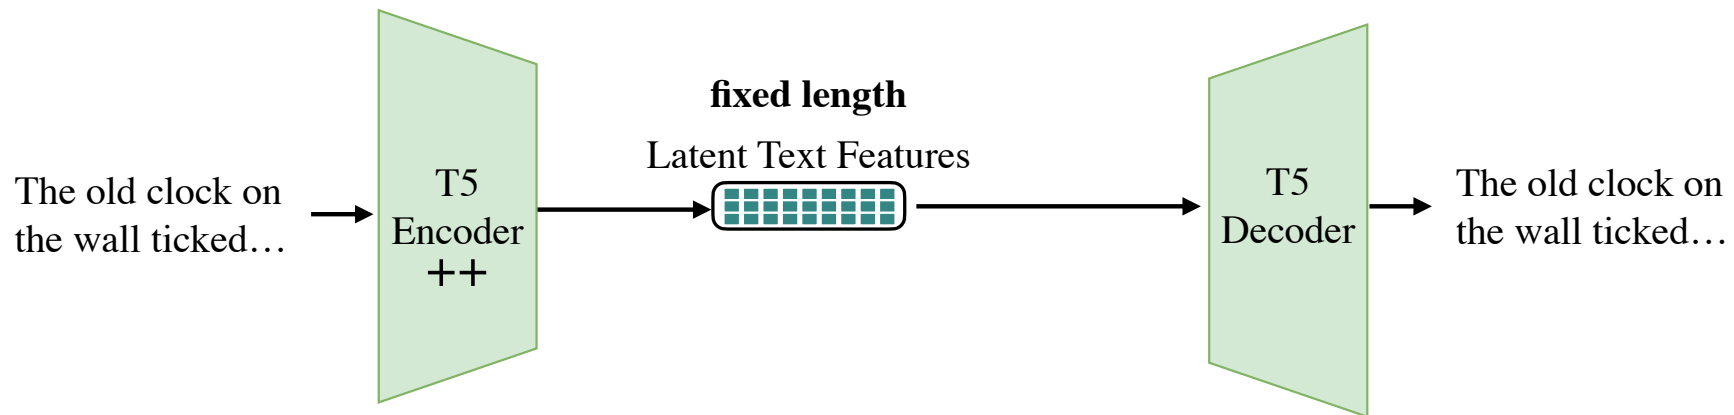 The old clock on
the wall ticked…
T5
Encoder
++
fixed length
Latent Text Features
T5
Decoder
The old clock on
the wall ticked…